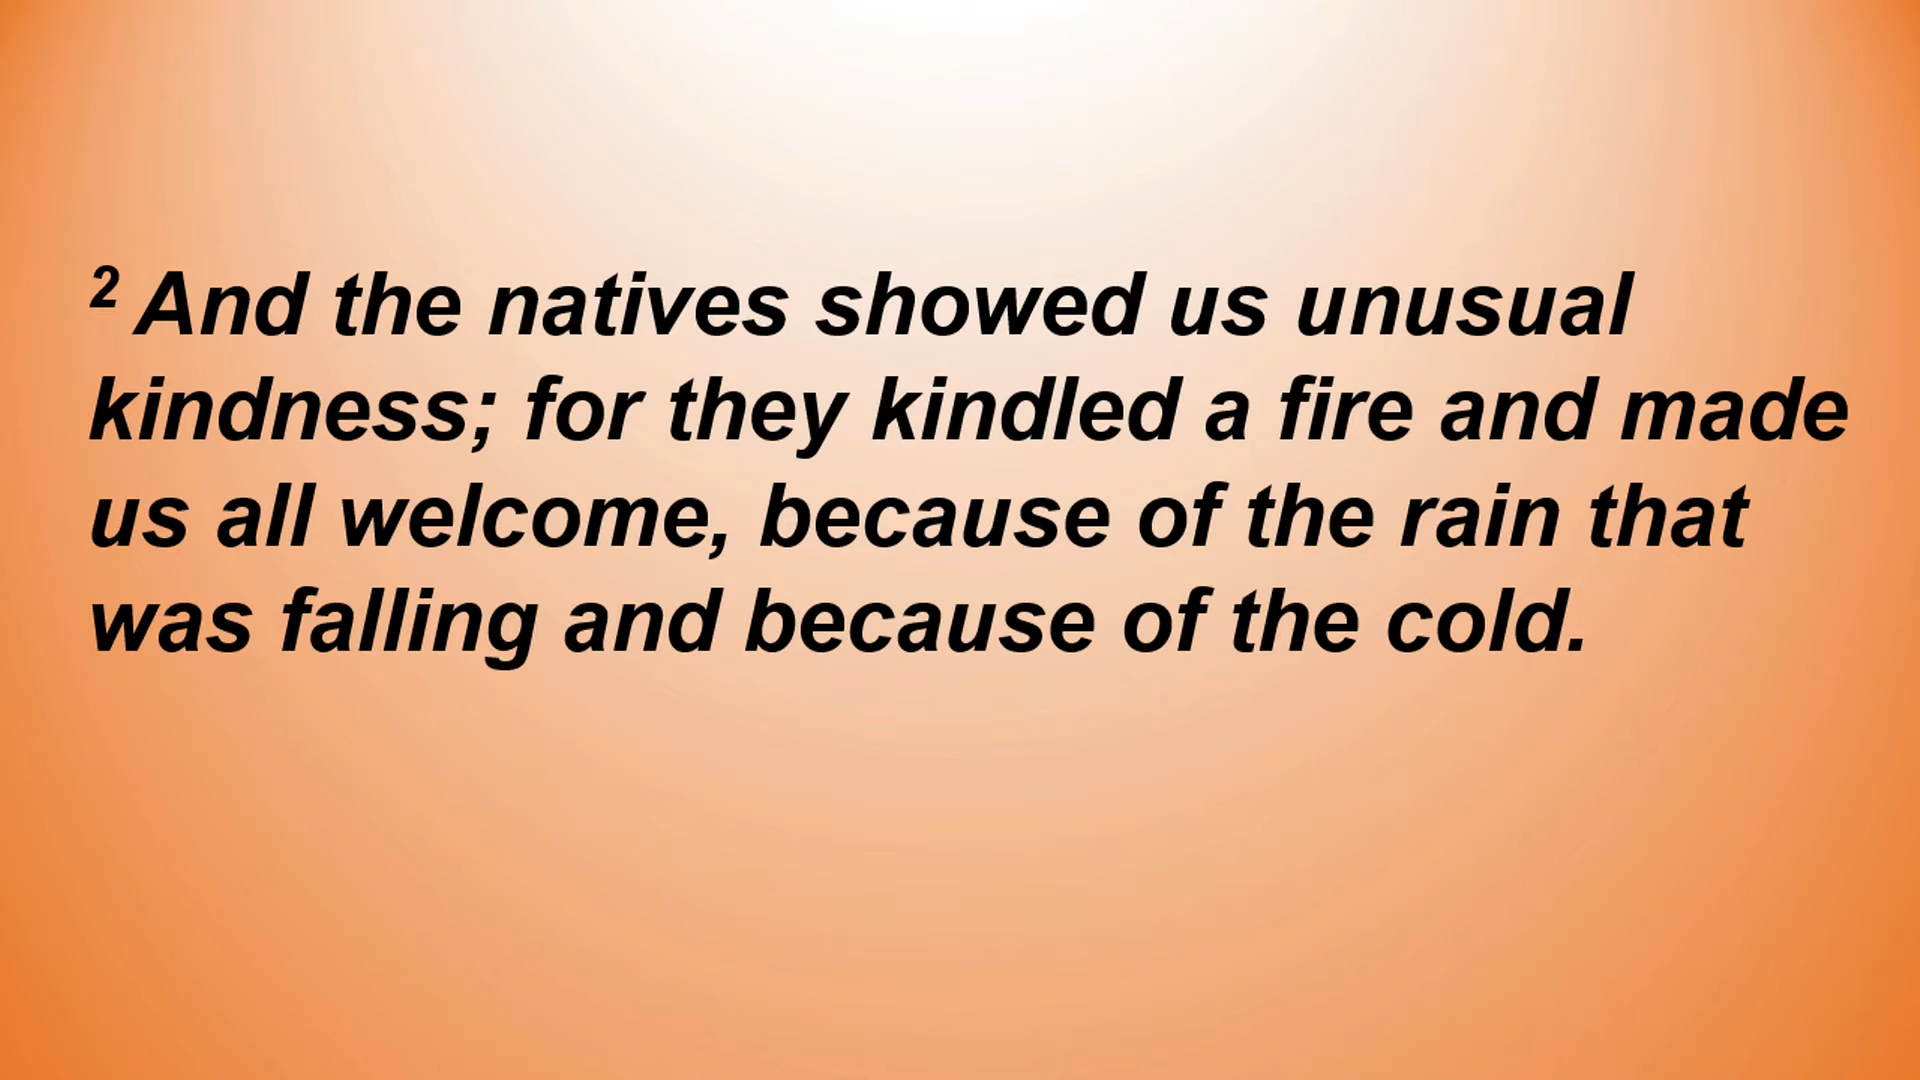 2 And the natives showed us unusual
kindness; for they kindled a fire and made
us all welcome, because of the rain that
was falling and because of the cold.